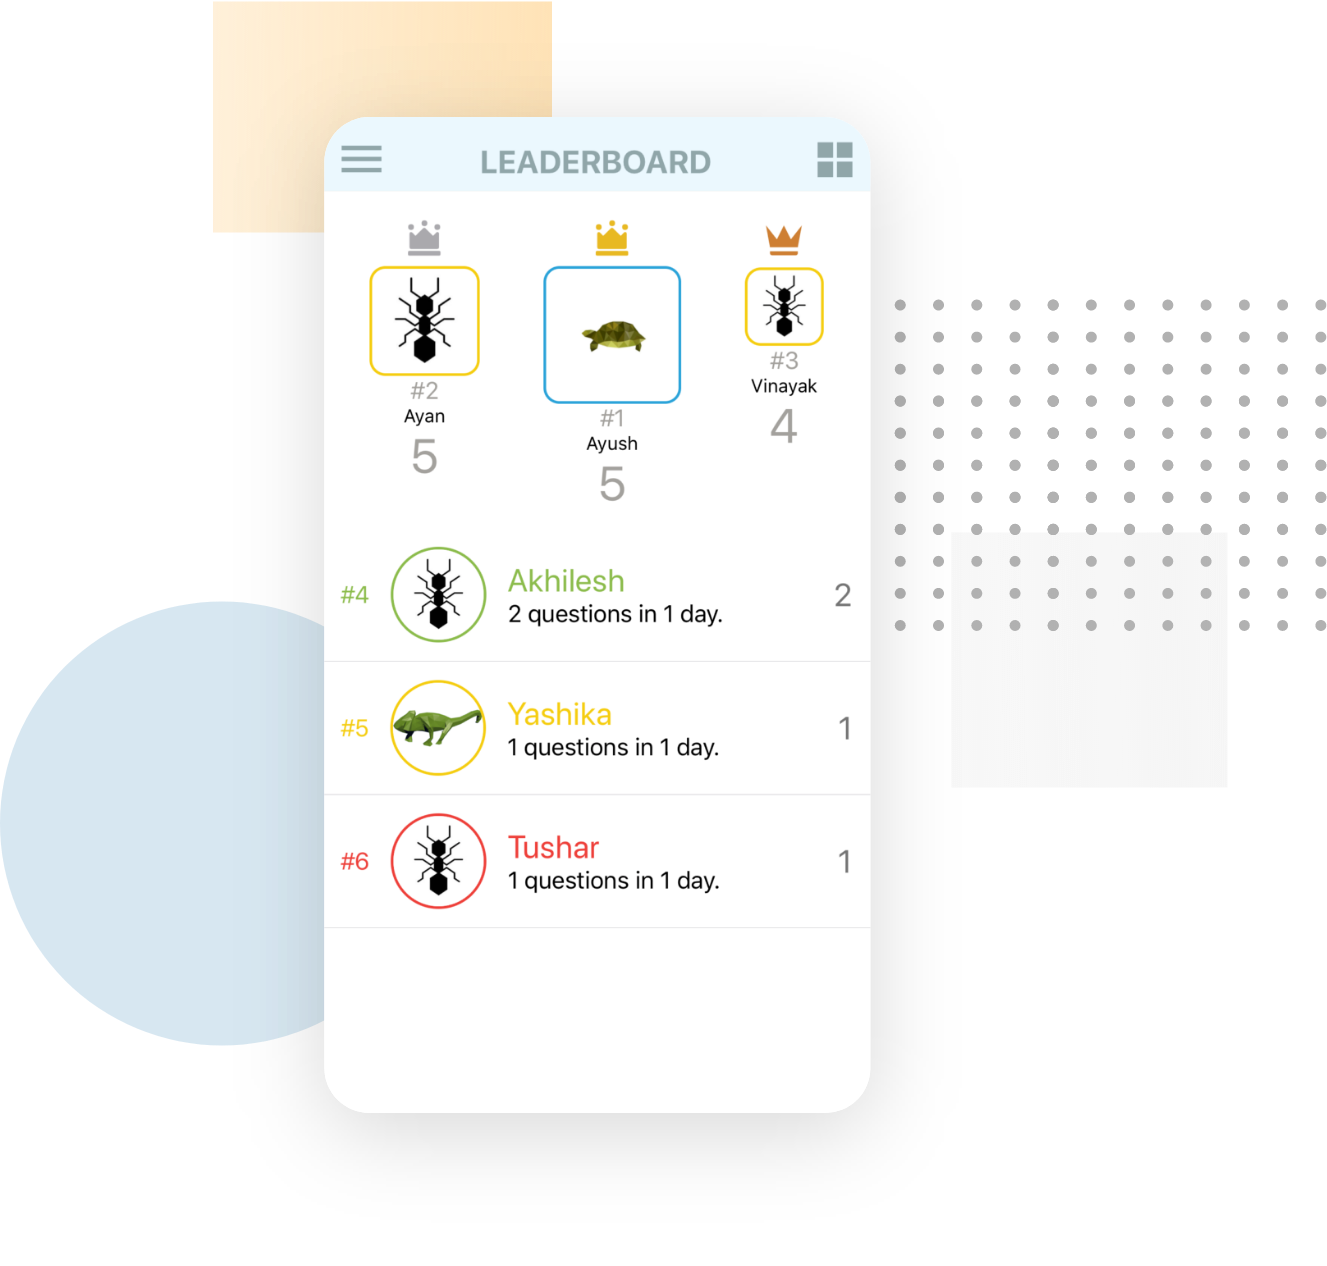 LEADERBOARD
#2
Ayan
5
#1
Ayush
5
#3
Vinayak
4
#4
Akhilesh
2 questions in 1 day.
2
#5
Yashika
1 questions in 1 day.
1
#6
Tushar
1 questions in 1 day.
1